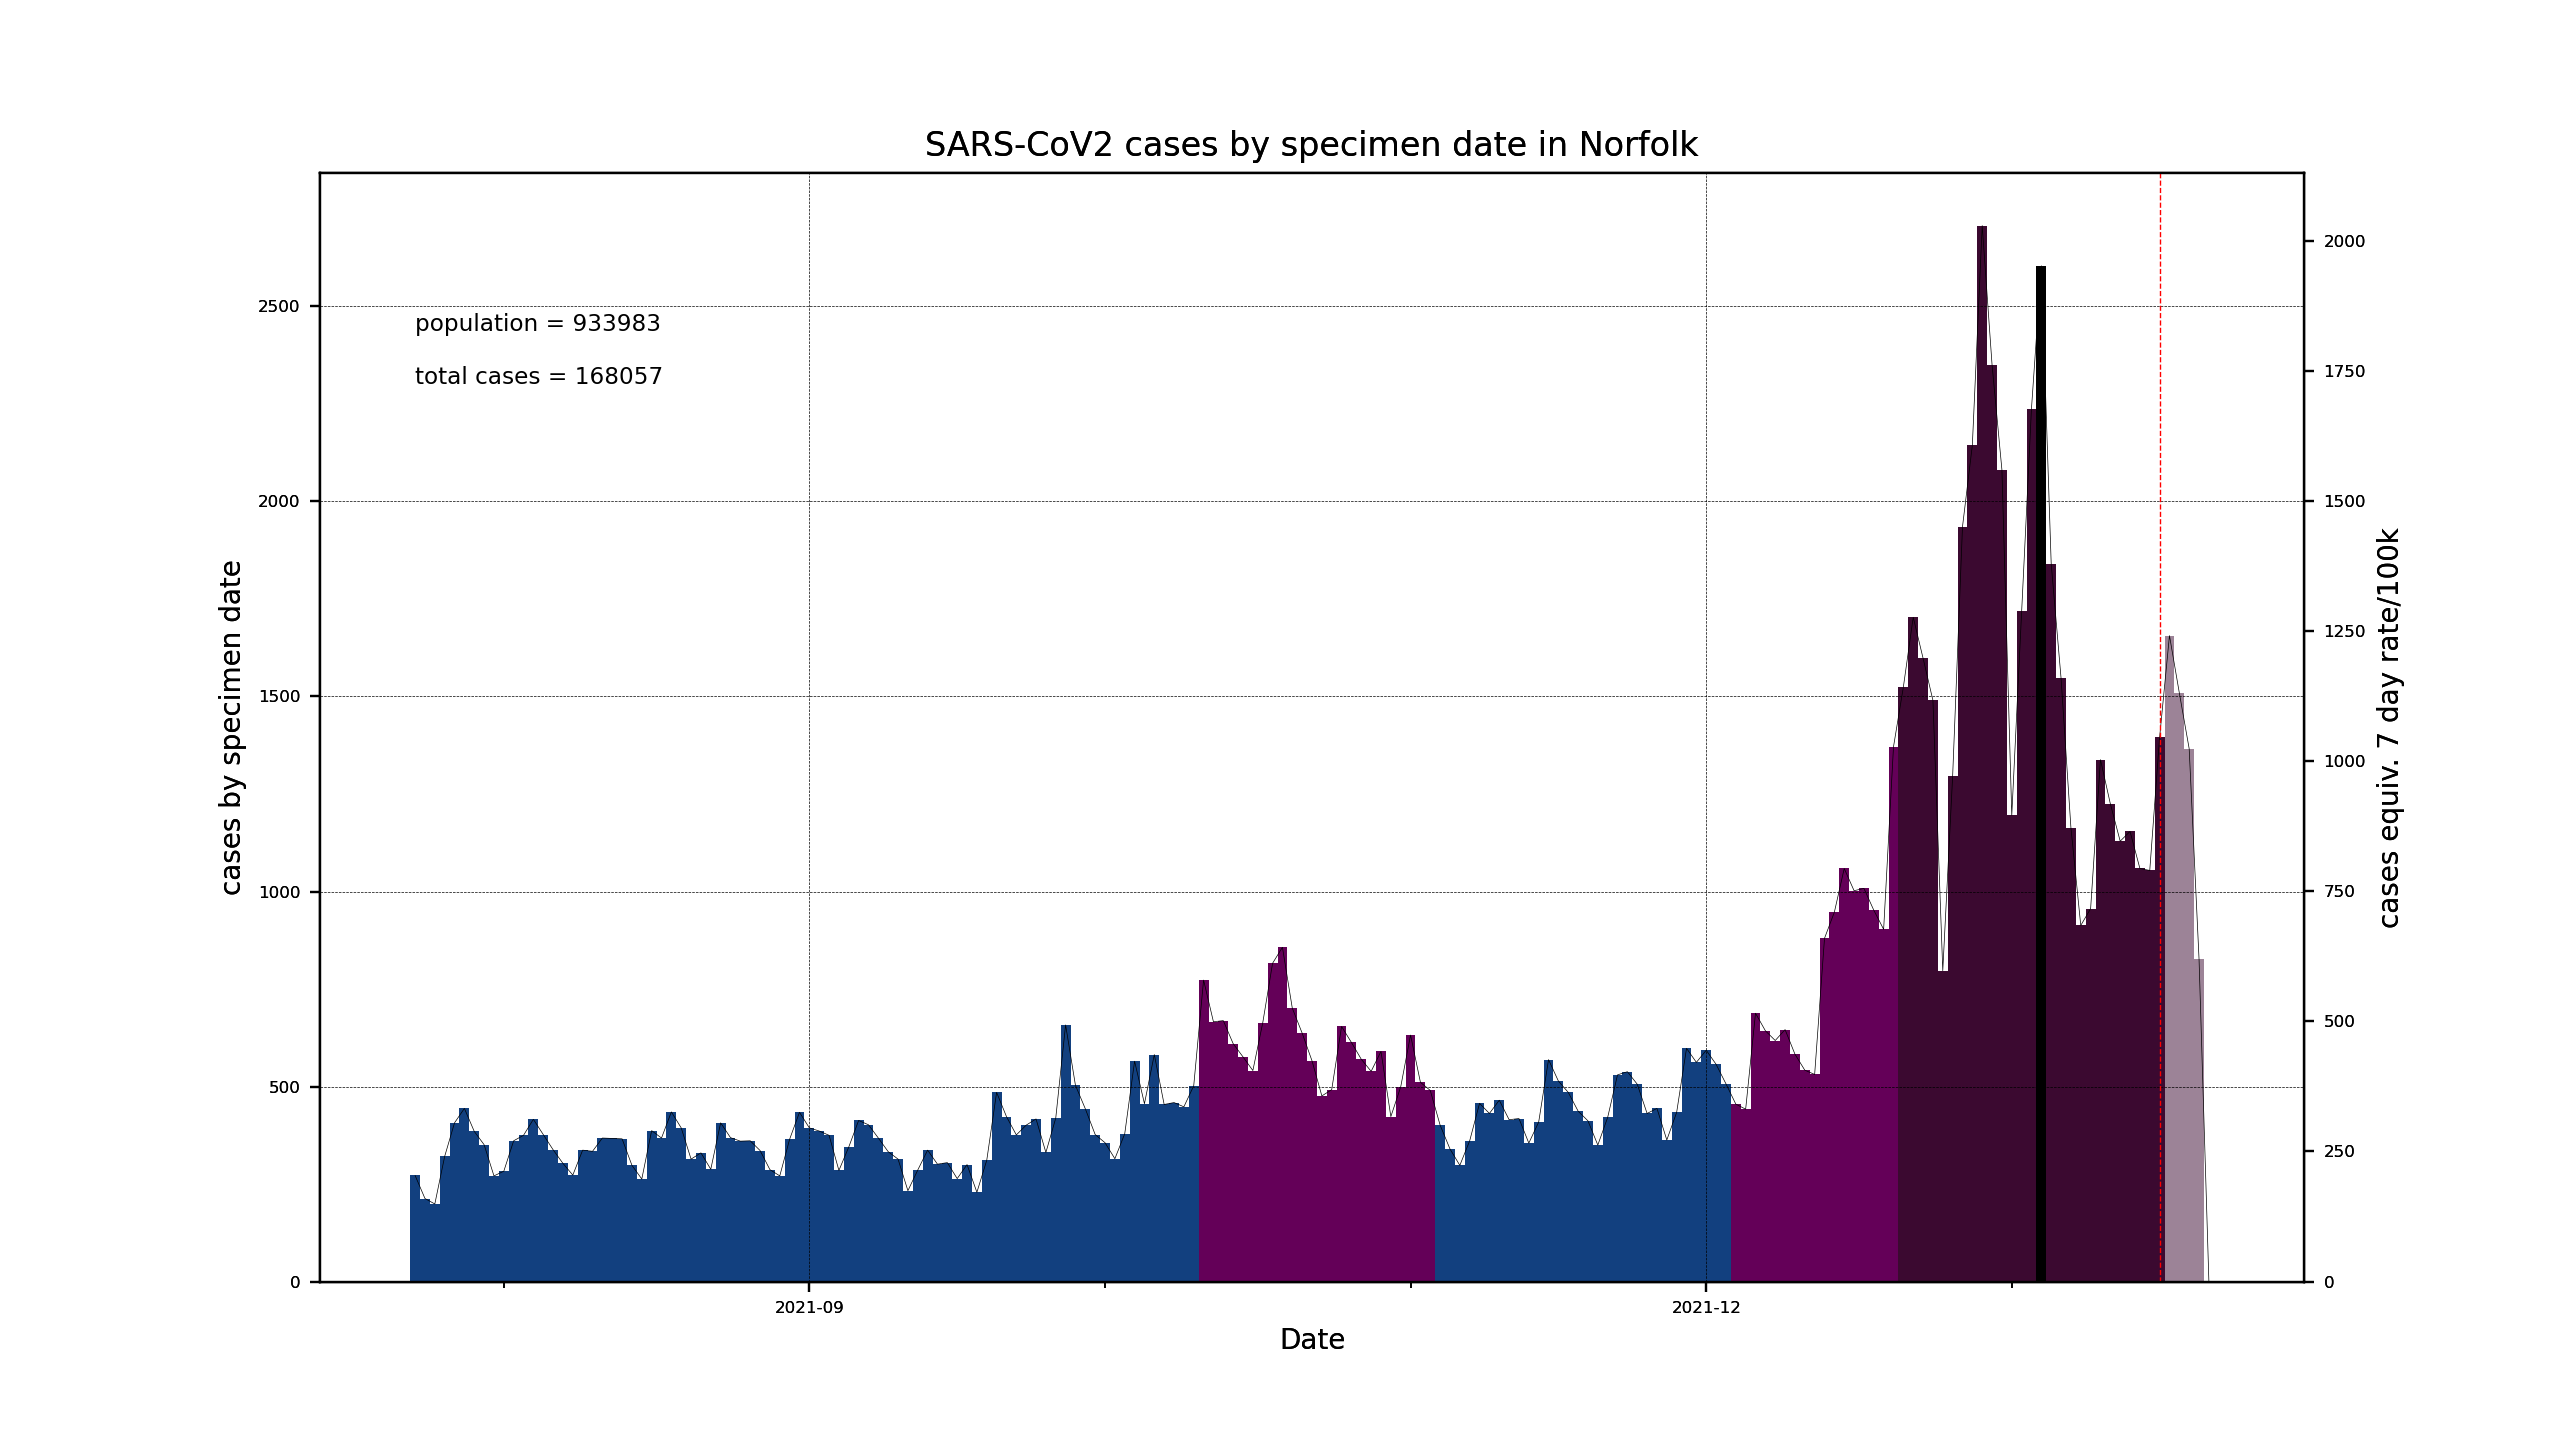 SARS-CoV2 cases by specimen date in Norfolk
population = 933983
total cases = 168057
cases by specimen date
2500
2000
1500
1000
500
0
2000
1750
1500
1250
1000
750
500
250
0
cases equiv. 7 day rate/100k
2021-09
2021-12
Date